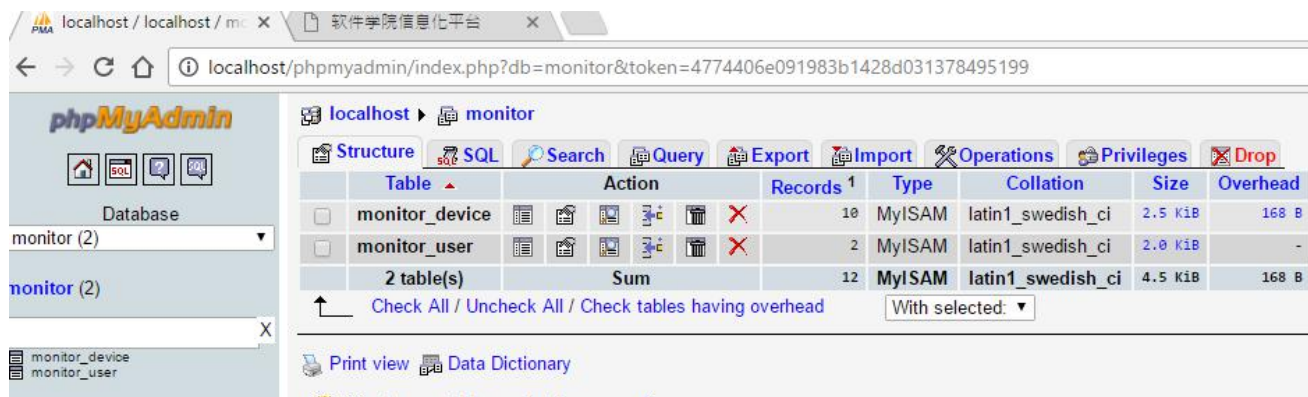 localhost / localhost / mo
软件学院信息化平台
localhost/phpmyadmin/index.php?db=monitor&token=4774406e091983b1428d031378495199
phpMyAdmin
localhost ▸ monitor
Structure SQL Search Query Export Import Operations Privileges Drop
Table Action Records 1 Type Collation Size Overhead
monitor_device 10 MyISAM latin1_swedish_ci 2.5 KiB 168 B
monitor_user 2 MyISAM latin1_swedish_ci 2.0 KiB -
2 table(s) Sum 12 MyISAM latin1_swedish_ci 4.5 KiB 168 B
Check All / Uncheck All / Check tables having overhead With selected:
Print view Data Dictionary
Database
monitor (2)
monitor (2)
X
monitor_device
monitor_user